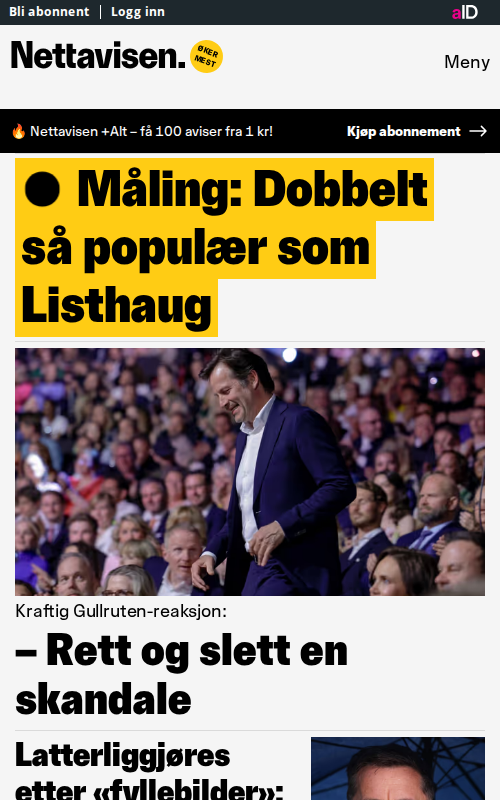 Bli abonnent | Logg inn
aID
Nettavisen.
ØKER
MEST
Meny
🔥 Nettavisen +Alt – få 100 aviser fra 1 kr!
Kjøp abonnement →
Måling: Dobbelt
så populær som
Listhaug
Kraftig Gullruten-reaksjon:
– Rett og slett en
skandale
Latterliggjøres
etter «fyllebilder»: